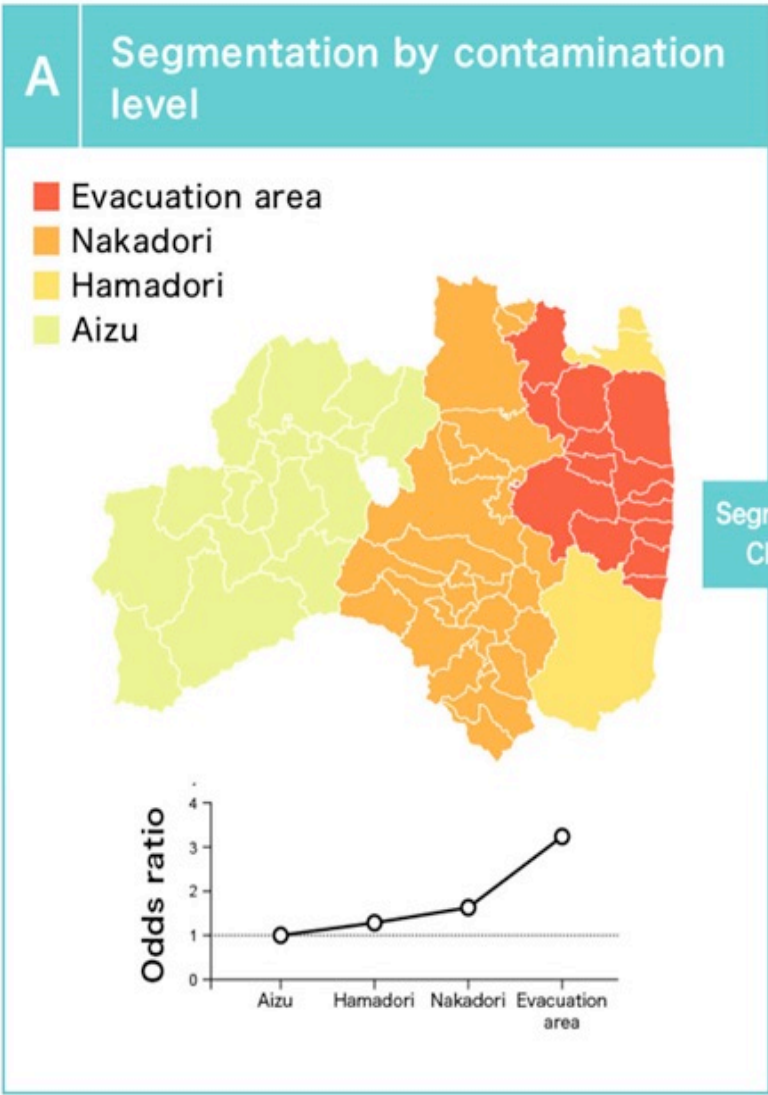 A
Segmentation by contamination
level
Evacuation area
Nakadori
Hamadori
Aizu
Odds ratio
4
3
2
1
0
Aizu
Hamadori
Nakadori
Evacuation
area